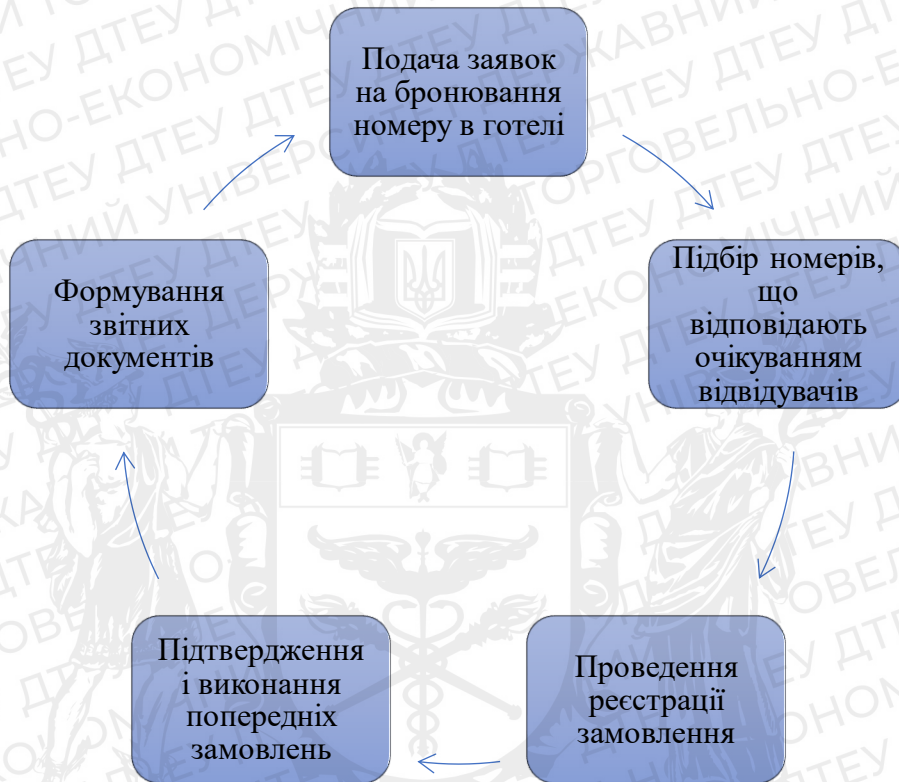 Подача заявок
на бронювання
номеру в готелі
Підбір номерів,
що
відповідають
очікуванням
відвідувачів
Проведення
реєстрації
замовлення
Підтвердження
і виконання
попередніх
замовлень
Формування
звітних
документів